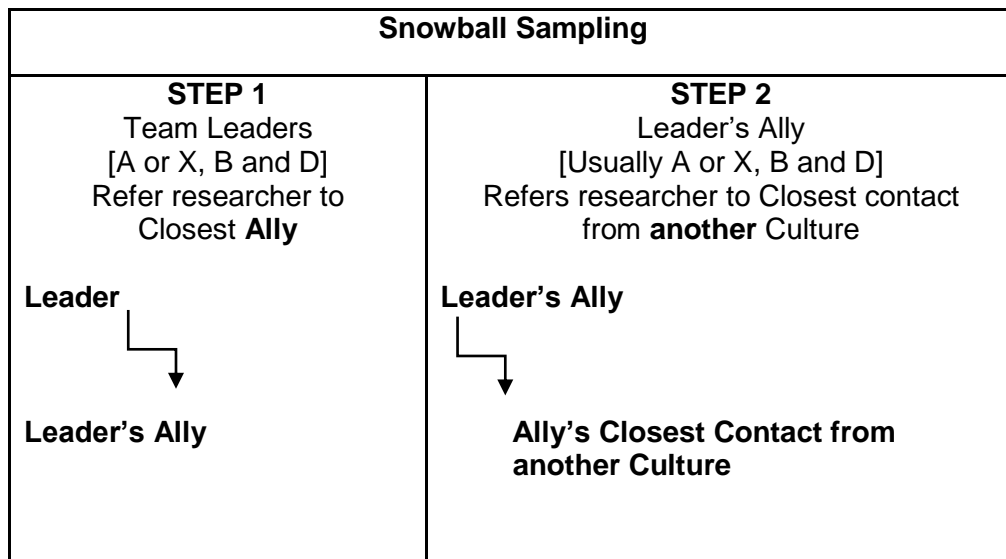 Snowball Sampling
STEP 1
Team Leaders
[A or X, B and D]
Refer researcher to
Closest Ally
Leader
Leader’s Ally
STEP 2
Leader’s Ally
[Usually A or X, B and D]
Refers researcher to Closest contact
from another Culture
Leader’s Ally
Ally’s Closest Contact from
another Culture